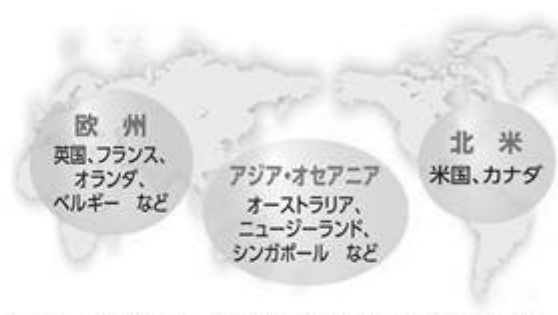 欧　州
英国、フランス、
オランダ、
ベルギー　など
アジア・オセアニア
オーストラリア、
ニュージーランド、
シンガポール　など
北　米
米国、カナダ